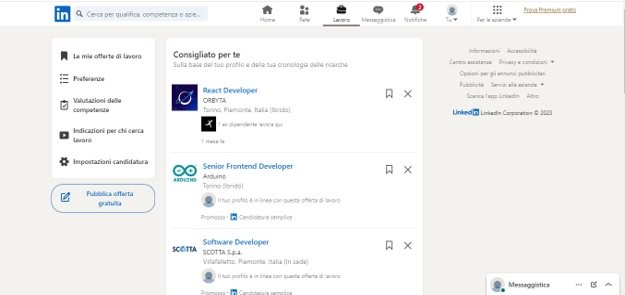 in
Cerca per qualifica, competenza o azie...
Home
Rete
Lavoro
Messaggistica
2
Notifiche
Tu
Per le aziende
Prova Premium gratis
Le mie offerte di lavoro
Preferenze
Valutazioni delle
competenze
Indicazioni per chi cerca
lavoro
Impostazioni candidatura
Pubblica offerta
gratuita
Consigliato per te
Sulla base del tuo profilo e della tua cronologia delle ricerche
React Developer
ORBYTA
Torino, Piemonte, Italia (Ibrido)
1 ex dipendente lavora qui
1 mese fa
ARDUINO
Senior Frontend Developer
Arduino
Torino (Ibrido)
Il tuo profilo è in linea con questa offerta di lavoro
Promosso · in Candidatura semplice
SCOTTA
Software Developer
SCOTTA S.p.a.
Villafalletto, Piemonte, Italia (In sede)
Il tuo profilo è in linea con questa offerta di lavoro
Promosso · in Candidatura semplice
Informazioni Accessibilità
Centro assistenza Privacy e condizioni
Opzioni per gli annunci pubblicitari
Pubblicità Servizi alle aziende
Scarica l'app LinkedIn Altro
LinkedIn LinkedIn Corporation © 2023
Messaggistica